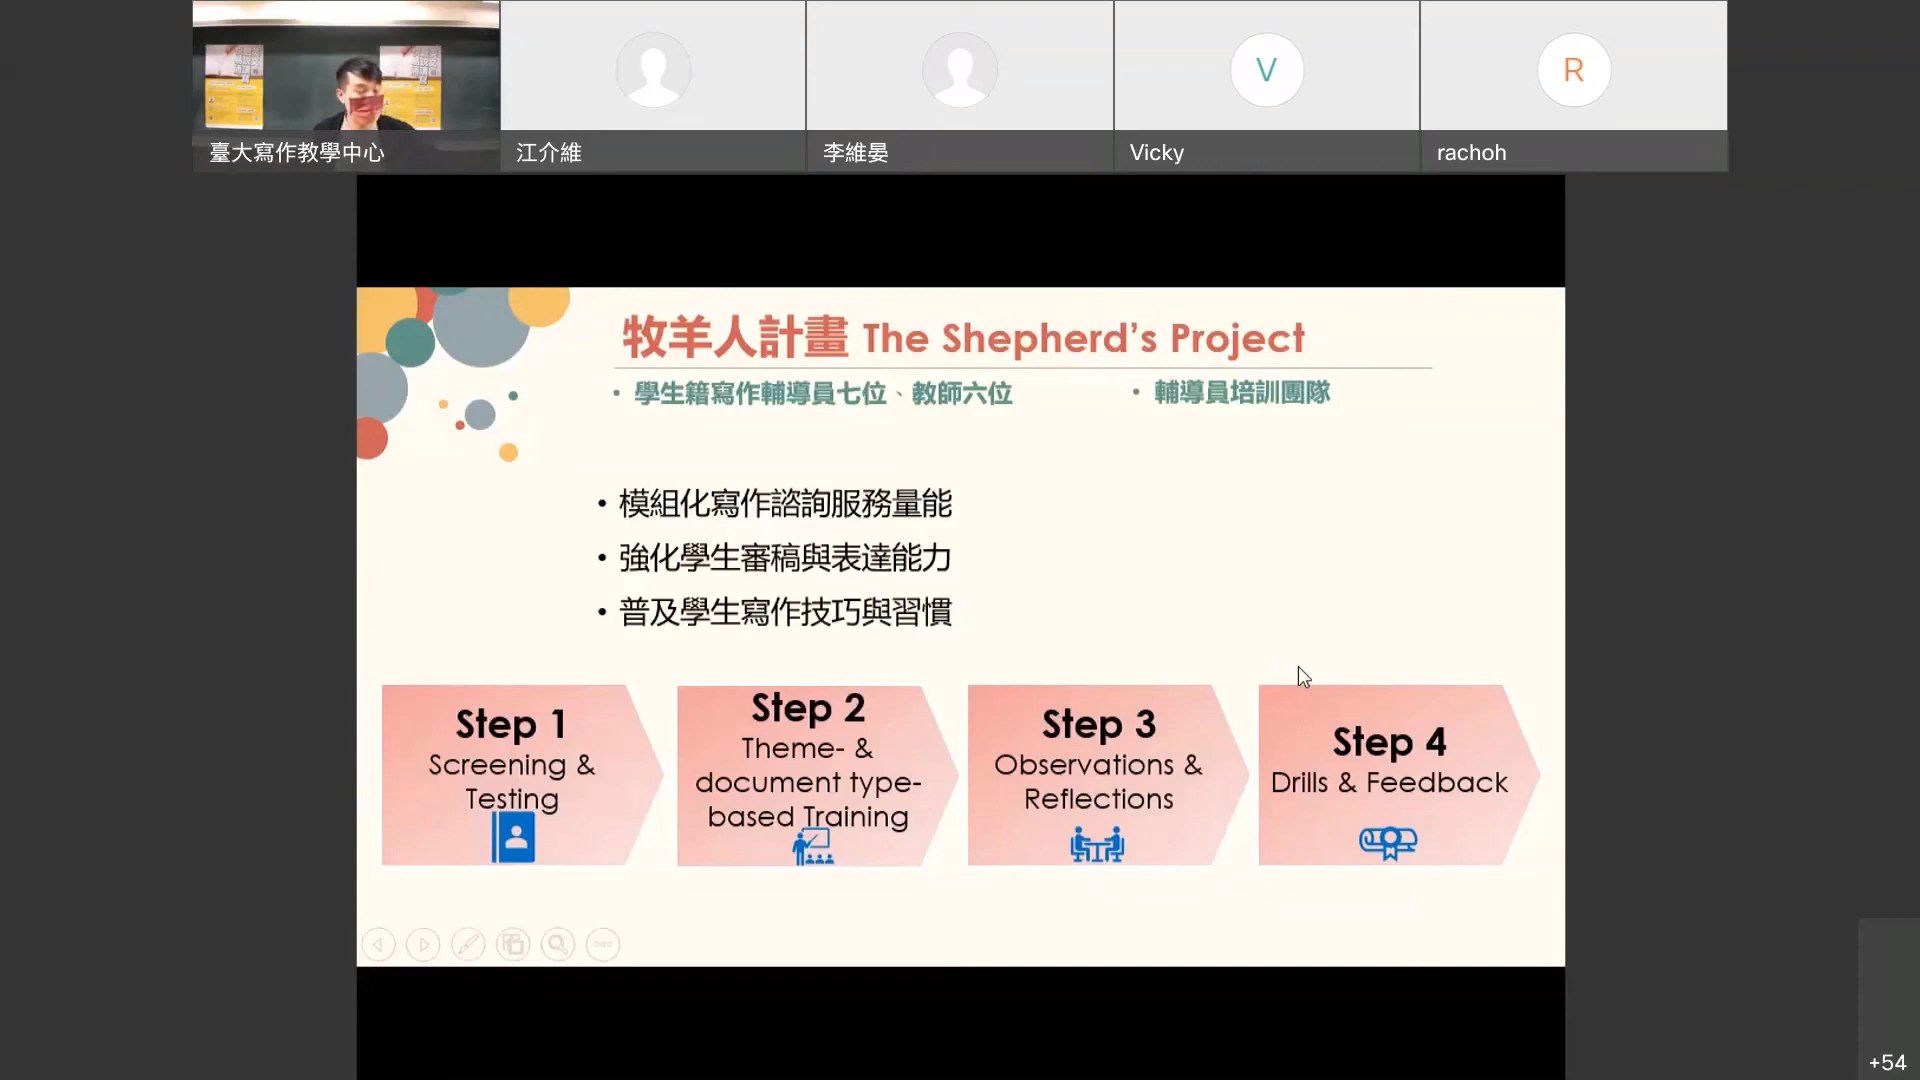 臺大寫作教學中心
江介維
李維晏
V
Vicky
R
rachoh
牧羊人計畫 The Shepherd's Project
• 學生籍寫作輔導員七位、教師六位
• 輔導員培訓團隊
• 模組化寫作諮詢服務量能
• 強化學生審稿與表達能力
• 普及學生寫作技巧與習慣
Step 1
Screening &
Testing
Step 2
Theme- &
document type-
based Training
Step 3
Observations &
Reflections
Step 4
Drills & Feedback
+54